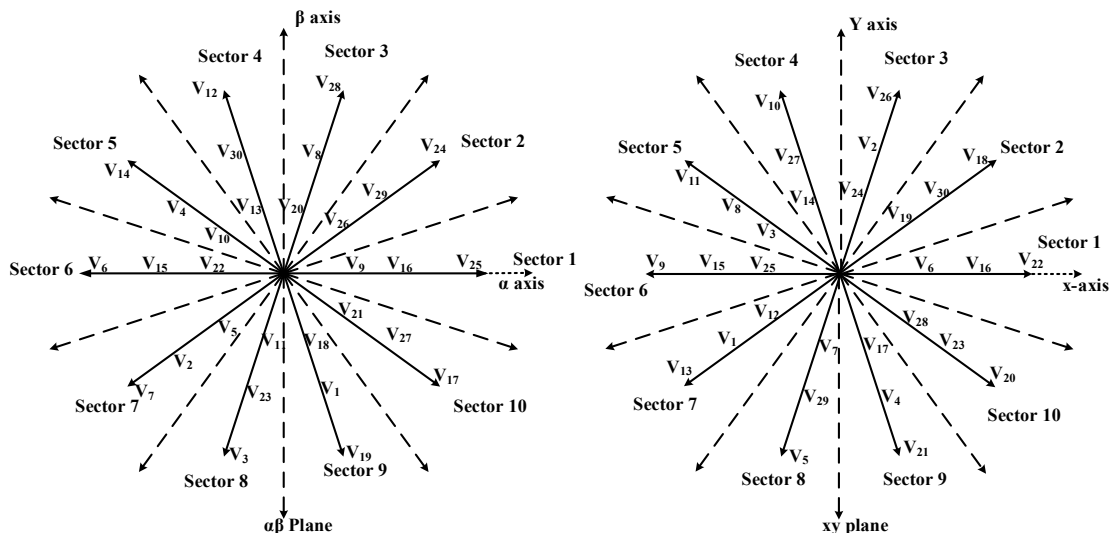 β axis
Sector 4
Sector 3
V12
V28
Sector 5
Sector 2
V14
V30
V8
V24
V4
V29
V13
V20
V26
V10
Sector 6
V6
V15
V22
V9
V16
V25
Sector 1
α axis
V5
V11
V18
V21
V27
V2
V7
V23
V1
V17
Sector 7
Sector 10
V3
V19
Sector 8
Sector 9
αβ Plane
Y axis
Sector 4
Sector 3
V10
V26
Sector 5
Sector 2
V11
V27
V2
V18
V8
V14
V24
V30
V19
V3
Sector 1
V9
V15
V25
V6
V16
V22
Sector 6
x-axis
V12
V1
V7
V17
V28
V23
V13
V29
V4
V20
Sector 7
Sector 10
V5
V21
Sector 8
Sector 9
xy plane